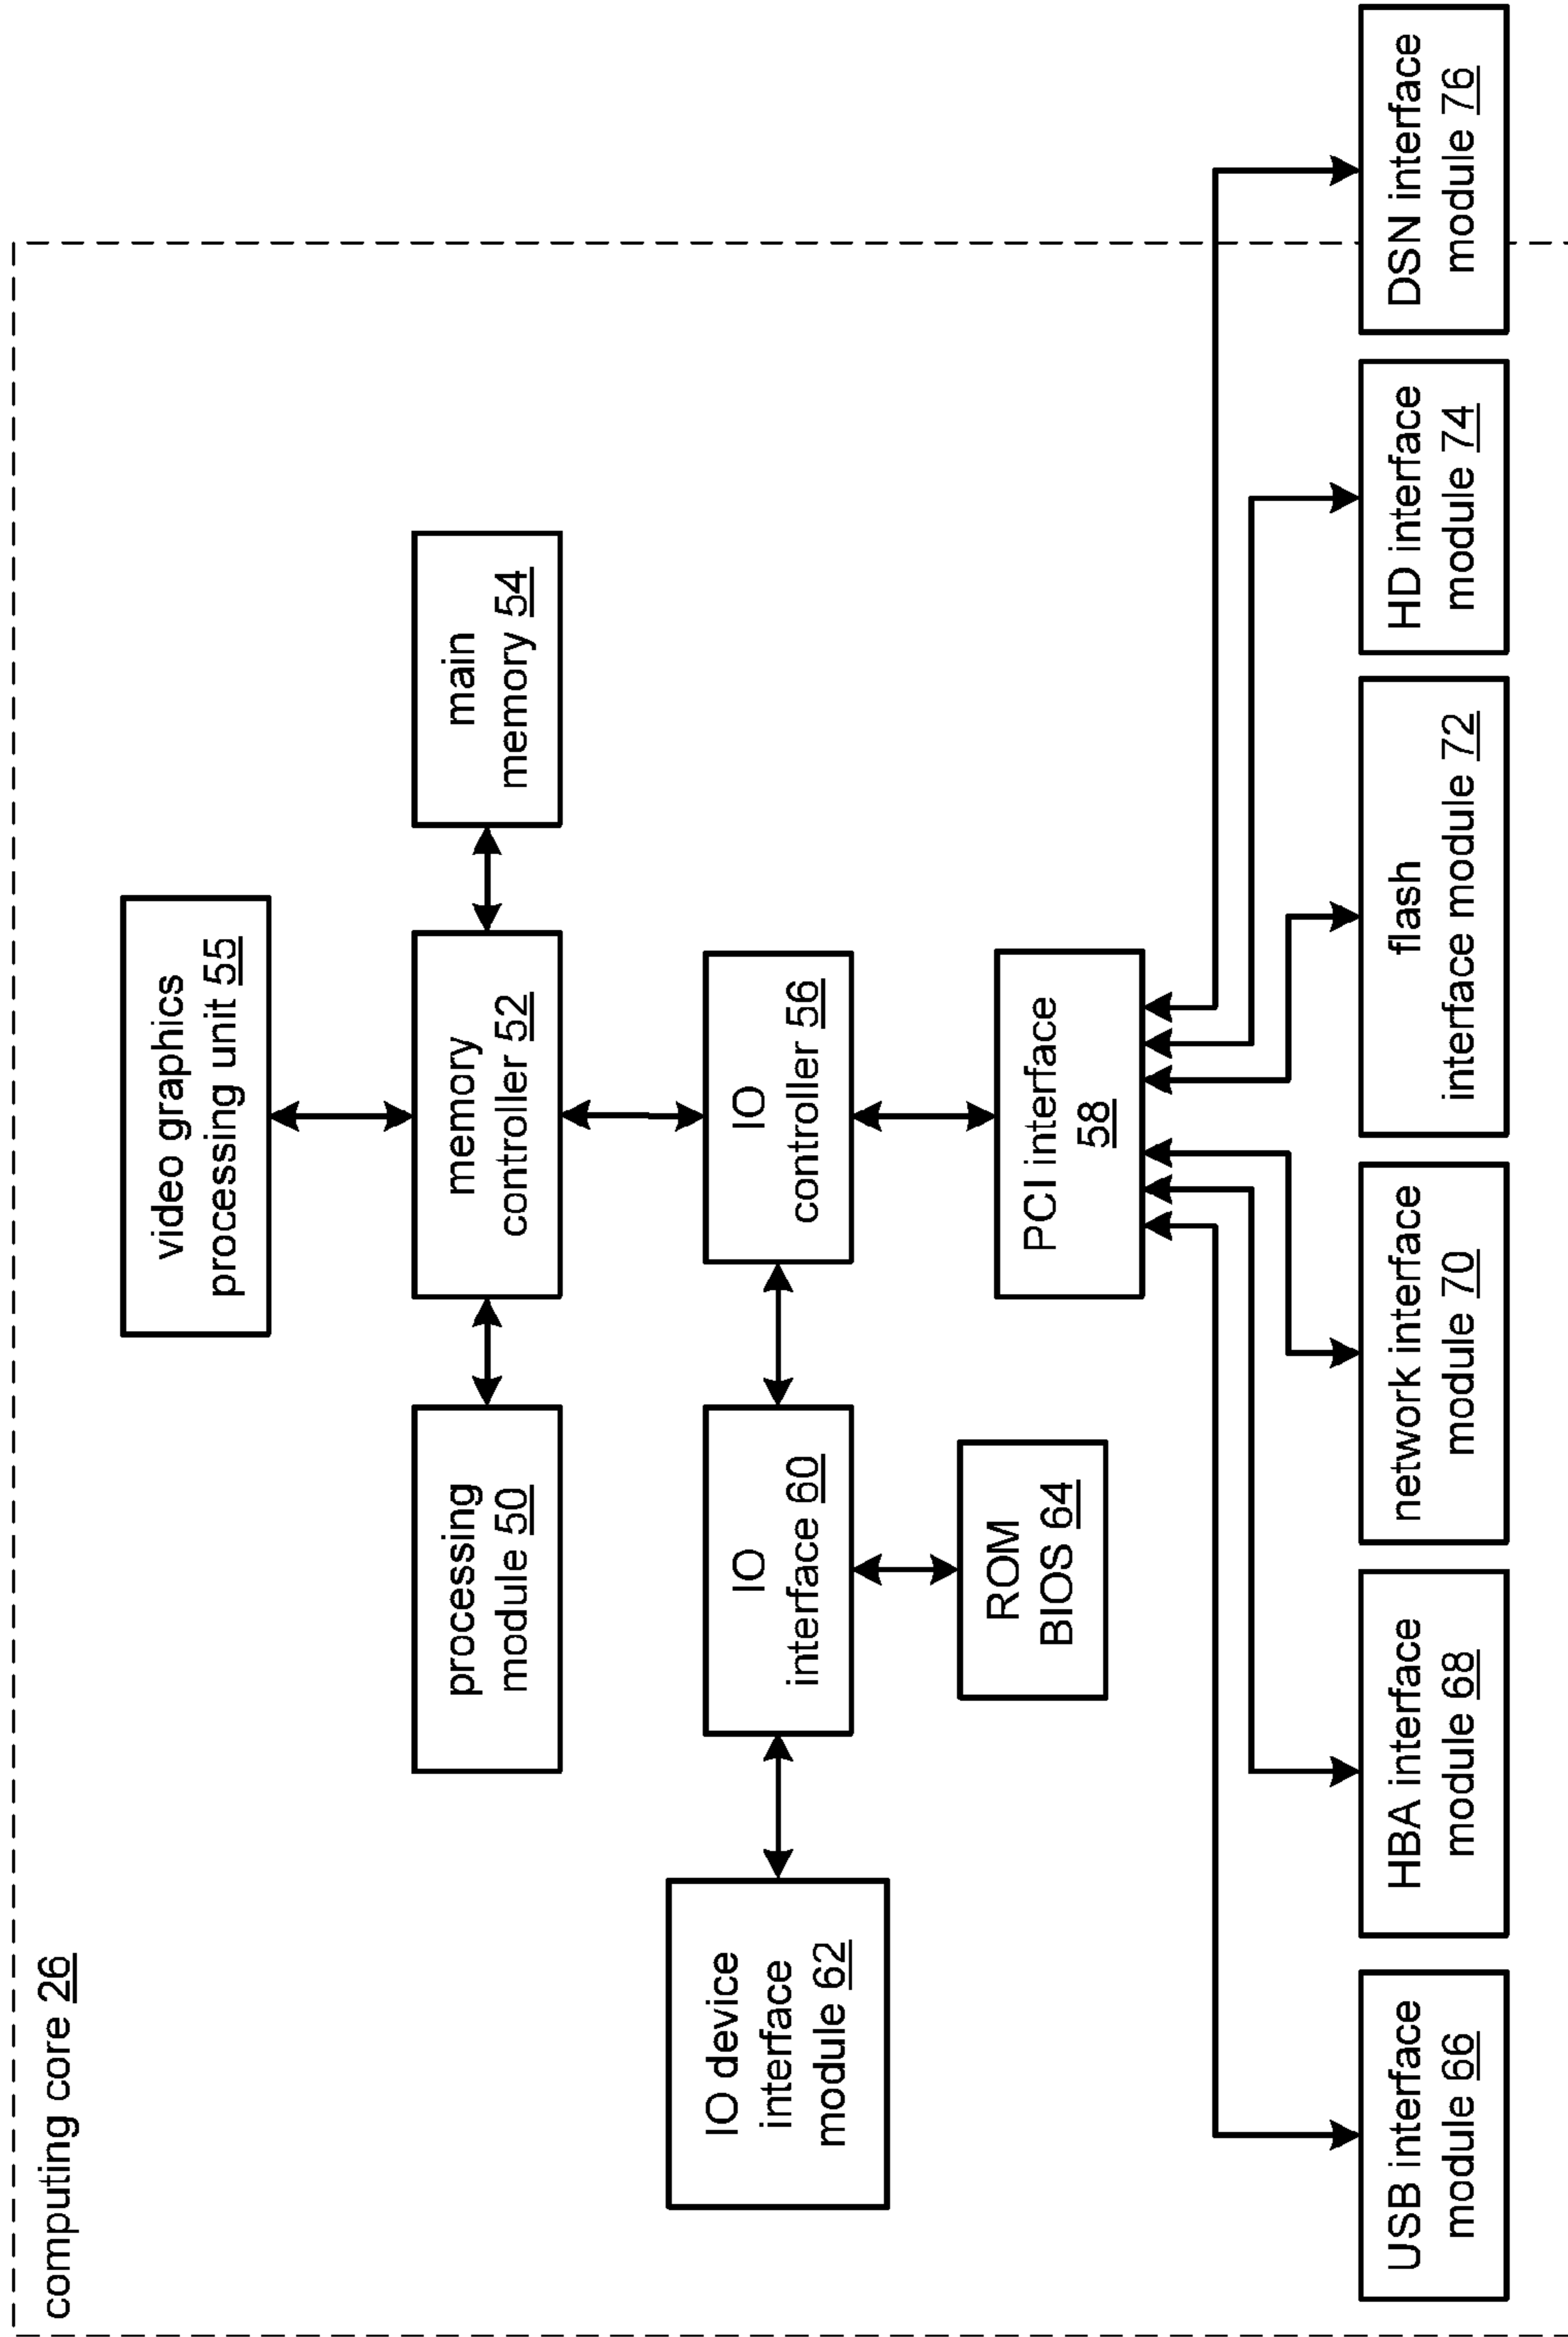 computing core 26
video graphics
processing unit 55
processing
module 50
memory
controller 52
main
memory 54
IO device
interface
module 62
IO
interface 60
IO
controller 56
ROM
BIOS 64
PCI interface
58
USB interface
module 66
HBA interface
module 68
network interface
module 70
flash
interface module 72
HD interface
module 74
DSN interface
module 76